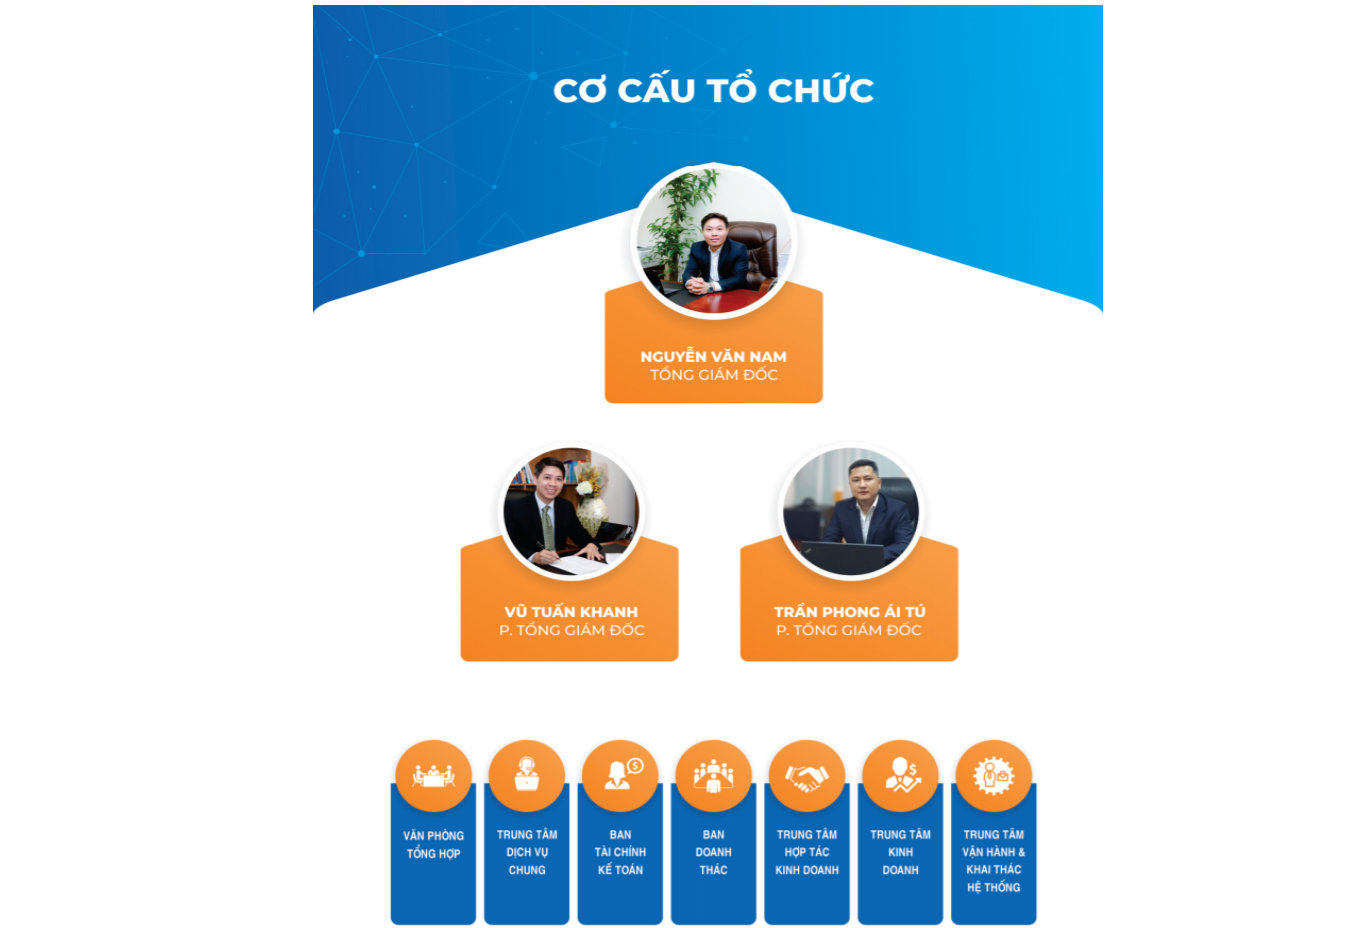 CƠ CẤU TỔ CHỨC
NGUYỄN VĂN NAM
TỔNG GIÁM ĐỐC
VŨ TUẤN KHANH
P. TỔNG GIÁM ĐỐC
TRẦN PHONG ÁI TÚ
P. TỔNG GIÁM ĐỐC
VĂN PHÒNG
TỔNG HỢP
TRUNG TÂM
DỊCH VỤ
CHUNG
BAN
TÀI CHÍNH
KẾ TOÁN
BAN
DOANH
THÁC
TRUNG TÂM
HỢP TÁC
KINH DOANH
TRUNG TÂM
KINH
DOANH
TRUNG TÂM
VẬN HÀNH &
KHAI THÁC
HỆ THỐNG